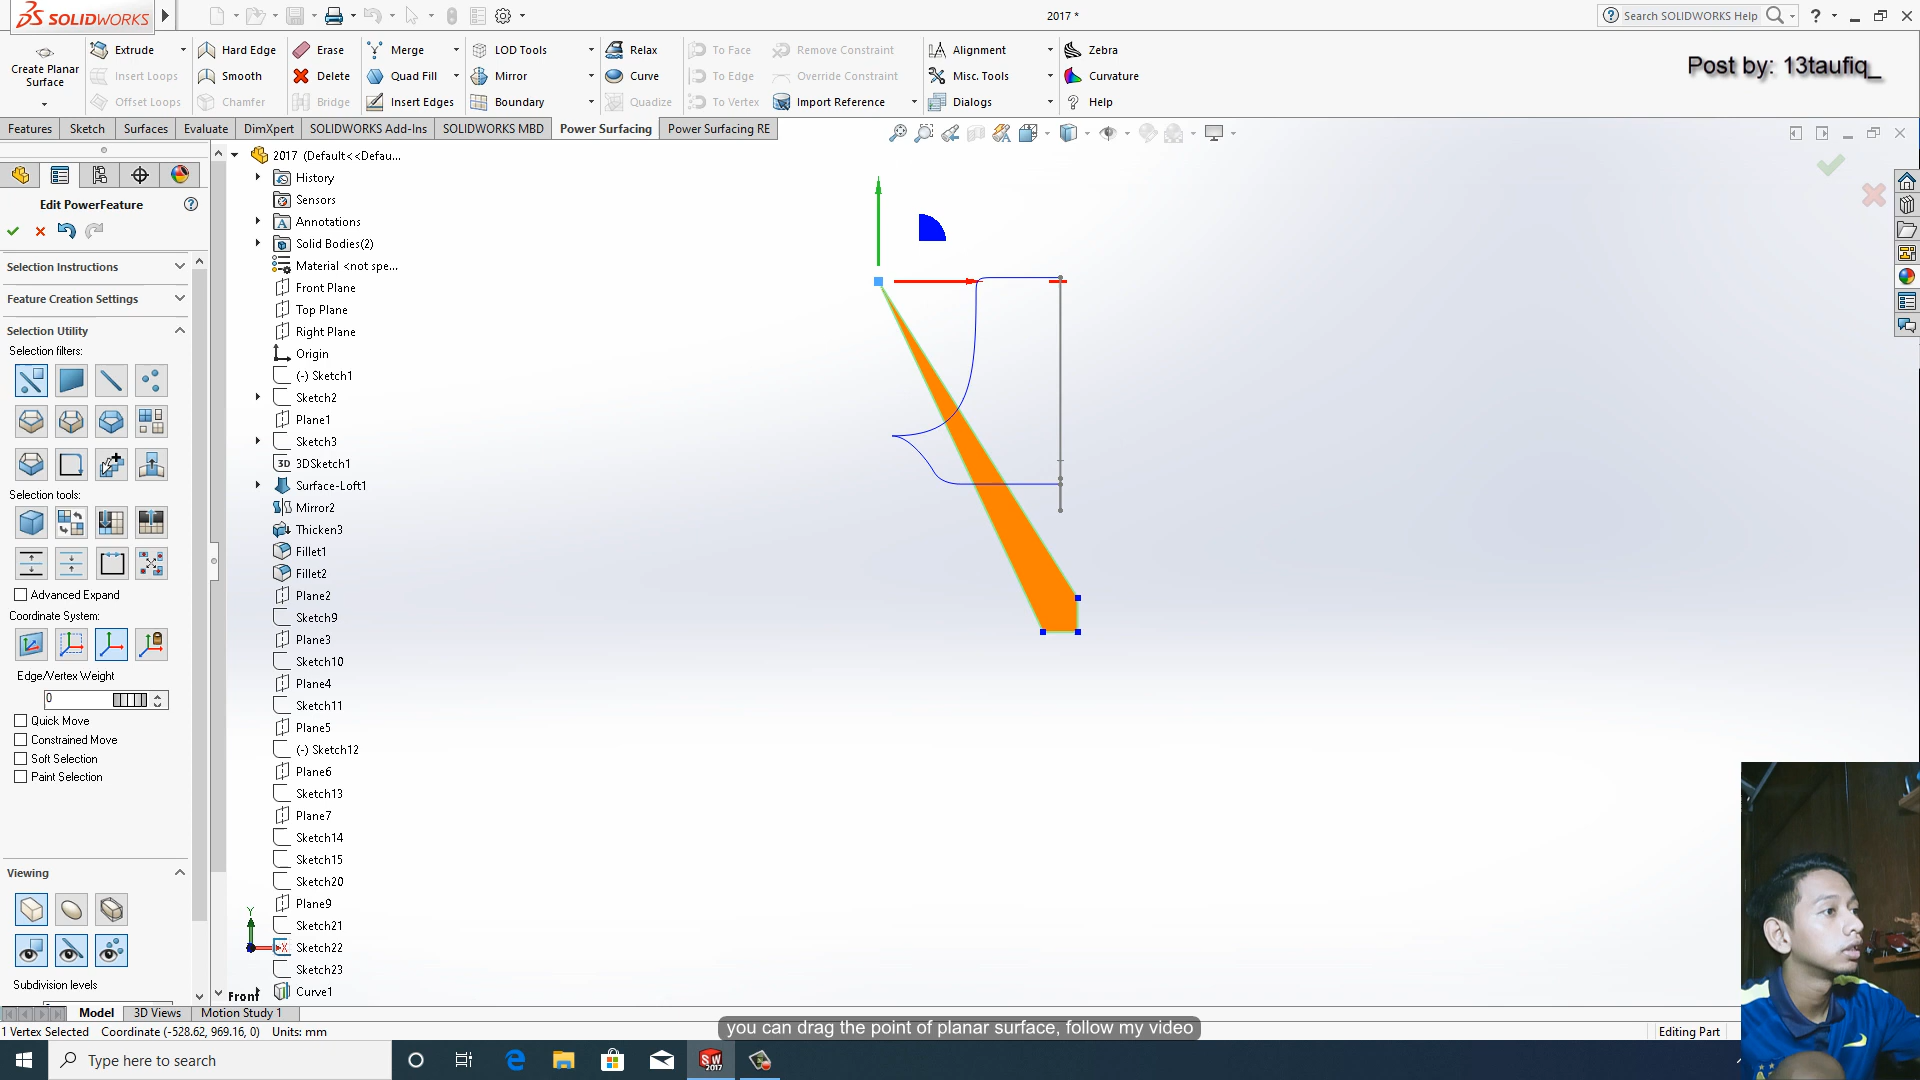 SOLIDWORKS
2017 *
Search SOLIDWORKS Help
Create Planar Surface
Extrude
Insert Loops
Offset Loops
Hard Edge
Smooth
Chamfer
Erase
Delete
Bridge
Merge
Quad Fill
Insert Edges
LOD Tools
Mirror
Boundary
Relax
Curve
Quadize
To Face
To Edge
To Vertex
Remove Constraint
Override Constraint
Import Reference
Alignment
Misc. Tools
Dialogs
Zebra
Curvature
Help
Post by: 13taufiq_
Features
Sketch
Surfaces
Evaluate
DimXpert
SOLIDWORKS Add-Ins
SOLIDWORKS MBD
Power Surfacing
Power Surfacing RE
Edit PowerFeature
Selection Instructions
Feature Creation Settings
Selection Utility
Selection filters:
Selection tools:
Advanced Expand
Coordinate System:
Edge/Vertex Weight
0
Quick Move
Constrained Move
Soft Selection
Paint Selection
Viewing
Subdivision levels
2017 (Default<<Defau...
History
Sensors
Annotations
Solid Bodies(2)
Material <not spe...
Front Plane
Top Plane
Right Plane
Origin
(-) Sketch1
Sketch2
Plane1
Sketch3
3D 3DSketch1
Surface-Loft1
Mirror2
Thicken3
Fillet1
Fillet2
Plane2
Sketch9
Plane3
Sketch10
Plane4
Sketch11
Plane5
(-) Sketch12
Plane6
Sketch13
Plane7
Sketch14
Sketch15
Sketch20
Plane9
Sketch21
Sketch22
Sketch23
Curve1
Y
X
Front
Model
3D Views
Motion Study 1
1 Vertex Selected
Coordinate (-528.62, 969.16, 0)
Units: mm
you can drag the point of planar surface, follow my video
Editing Part
Type here to search
SW 2017